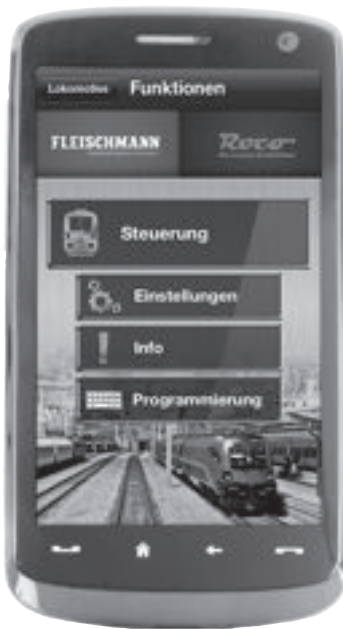 Lokomotive Funktionen
FLEISCHMANN Roco
Steuerung
Einstellungen
Info
Programmierung